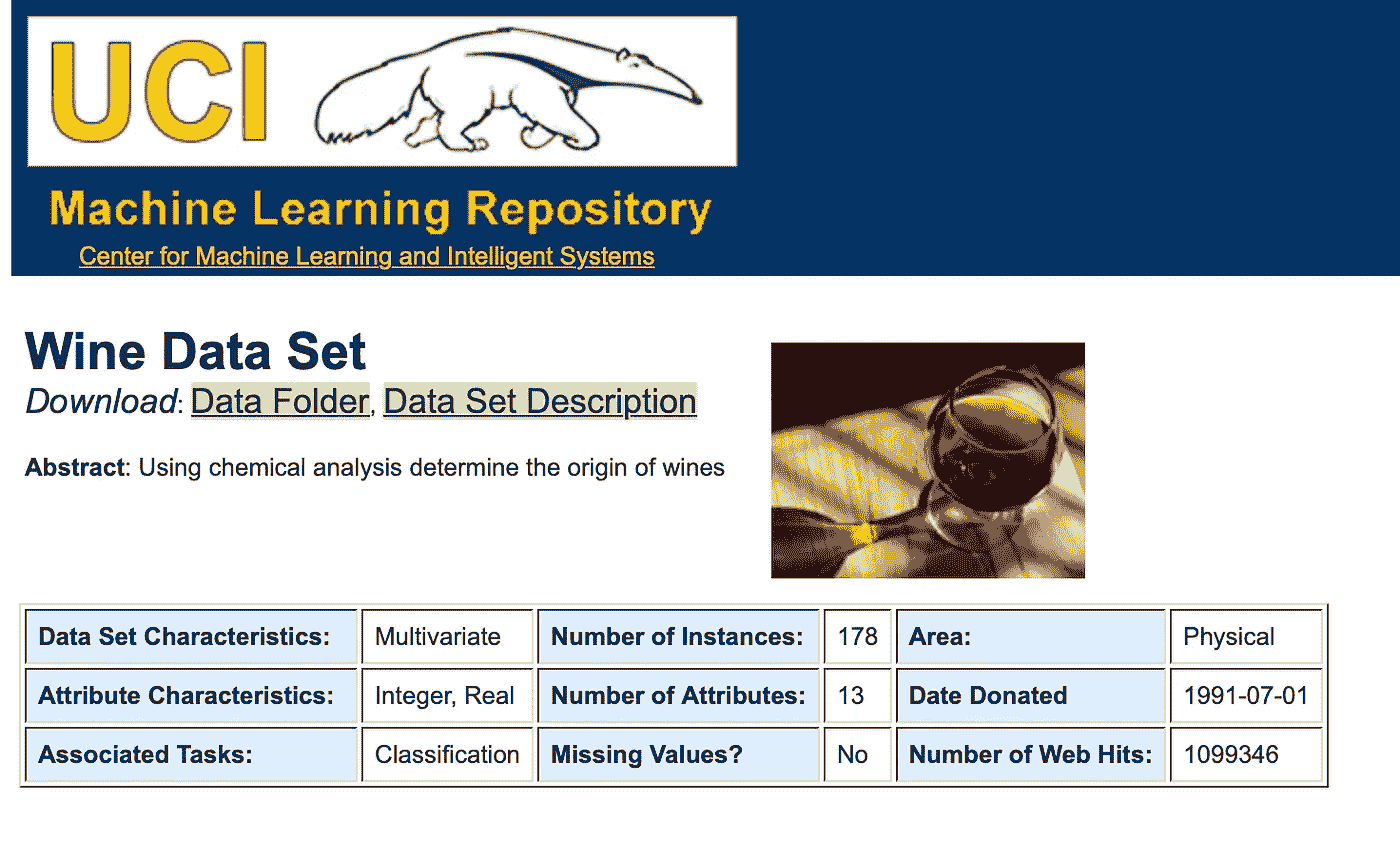 UCI
Machine Learning Repository
Center for Machine Learning and Intelligent Systems
Wine Data Set
Download: Data Folder, Data Set Description
Abstract: Using chemical analysis determine the origin of wines
Data Set Characteristics: Multivariate Number of Instances: 178 Area: Physical
Attribute Characteristics: Integer, Real Number of Attributes: 13 Date Donated 1991-07-01
Associated Tasks: Classification Missing Values? No Number of Web Hits: 1099346